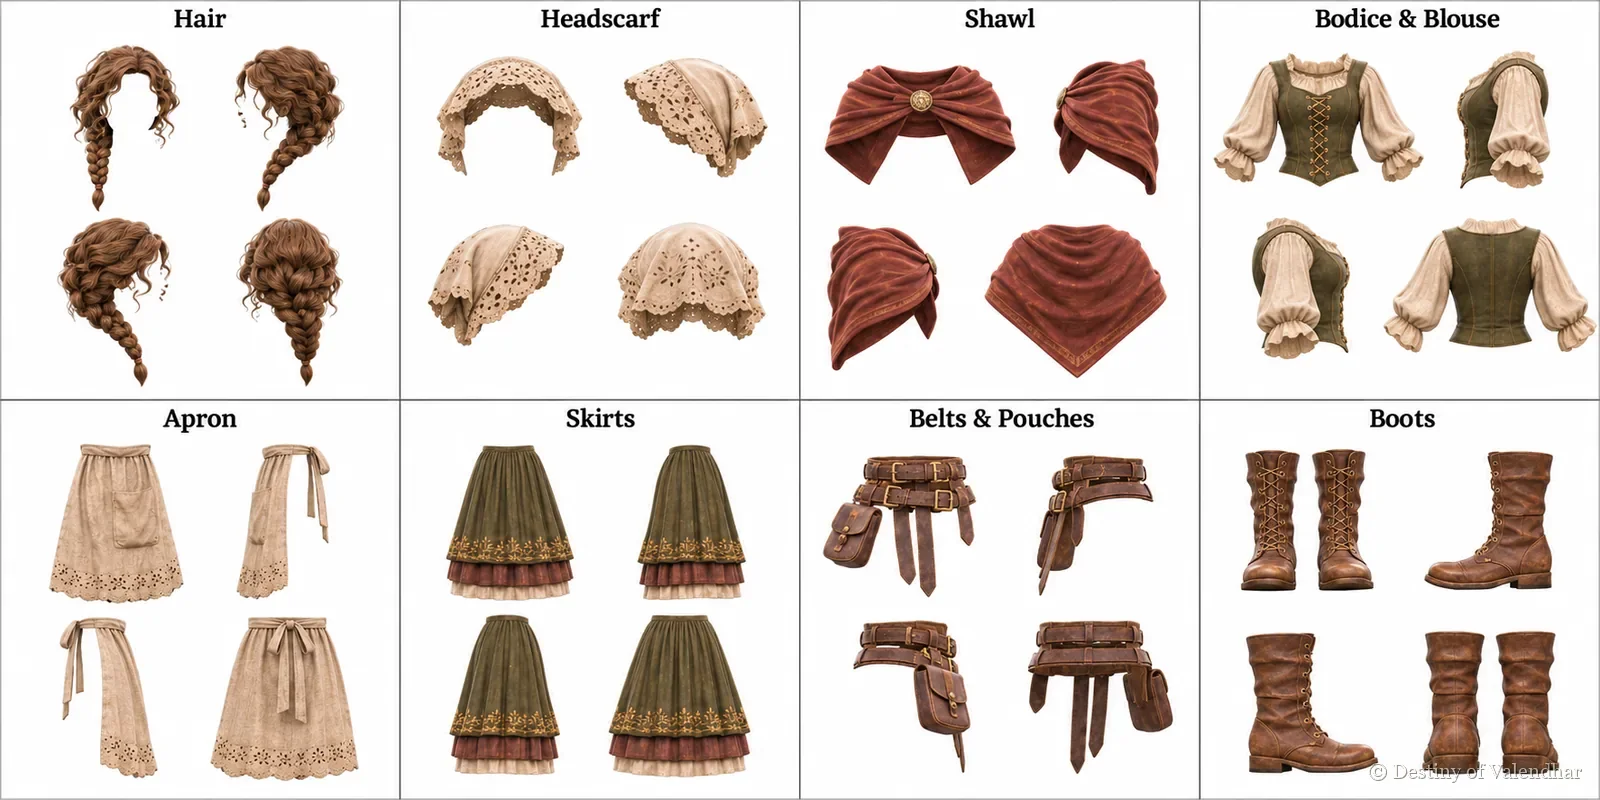 Hair
Headscarf
Shawl
Bodice & Blouse
Apron
Skirts
Belts & Pouches
Boots
© Destiny of Valendhar